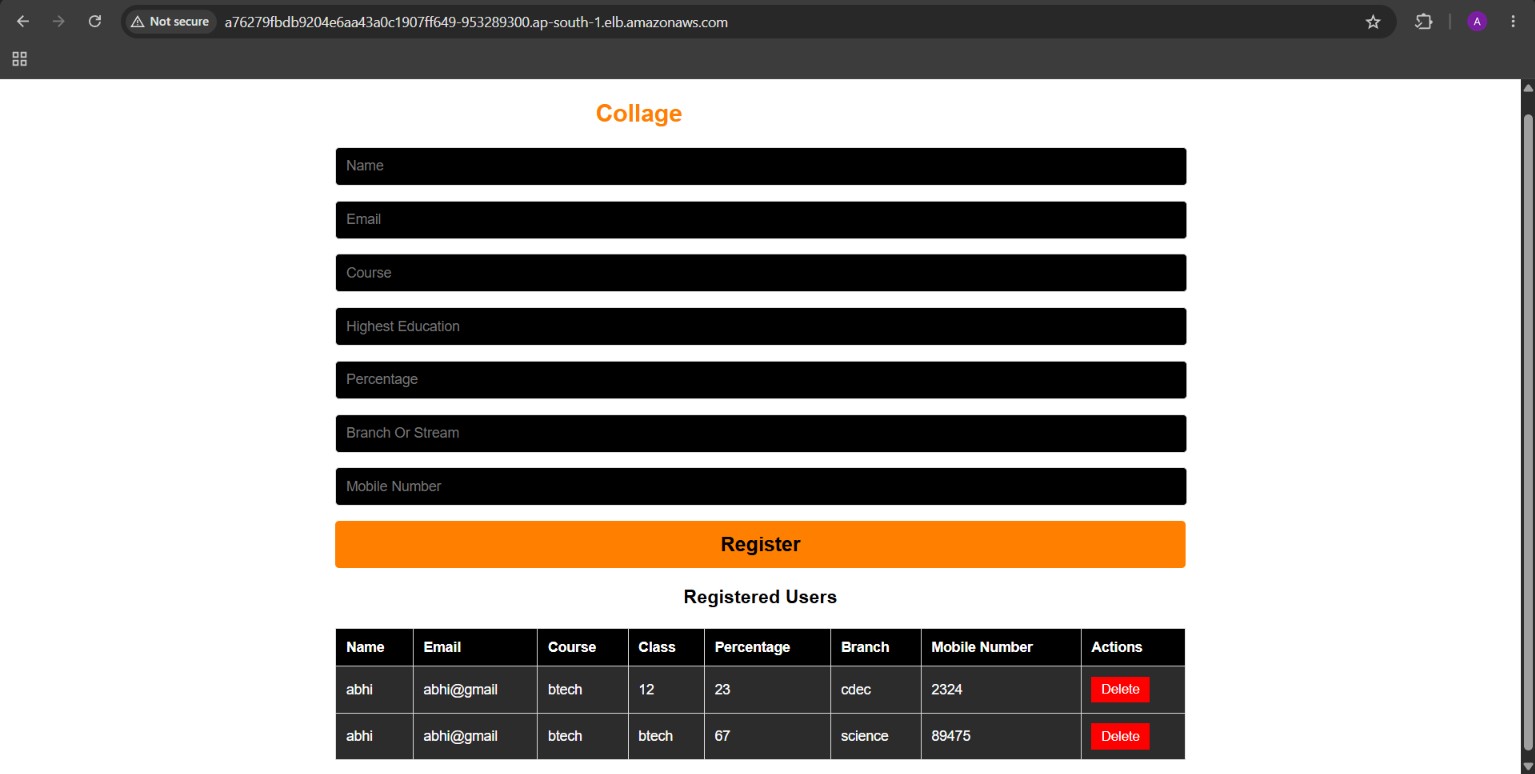 Not secure a76279fbdb9204e6aa43a0c1907ff649-953289300.ap-south-1.elb.amazonaws.com A
Collage
Name
Email
Course
Highest Education
Percentage
Branch Or Stream
Mobile Number
Register
Registered Users
Name Email Course Class Percentage Branch Mobile Number Actions
abhi abhi@gmail btech 12 23 cdec 2324 Delete
abhi abhi@gmail btech btech 67 science 89475 Delete